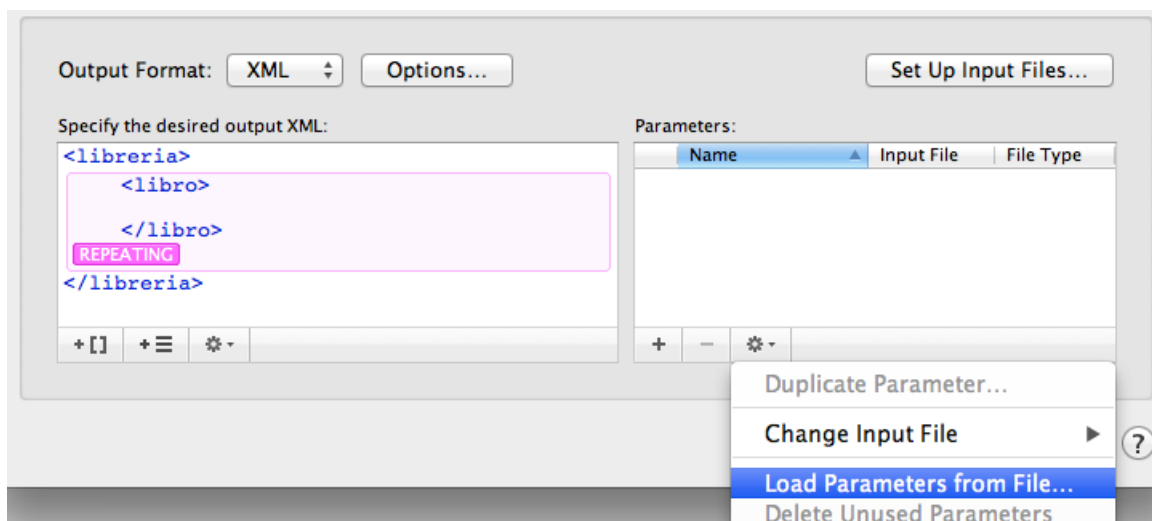 Output Format: XML Options... Set Up Input Files...
Specify the desired output XML:
<libreria>
<libro>
</libro>
REPEATING
</libreria>
+[] +
Parameters:
Name Input File File Type
+ −
Duplicate Parameter...
Change Input File
Load Parameters from File...
Delete Unused Parameters
?